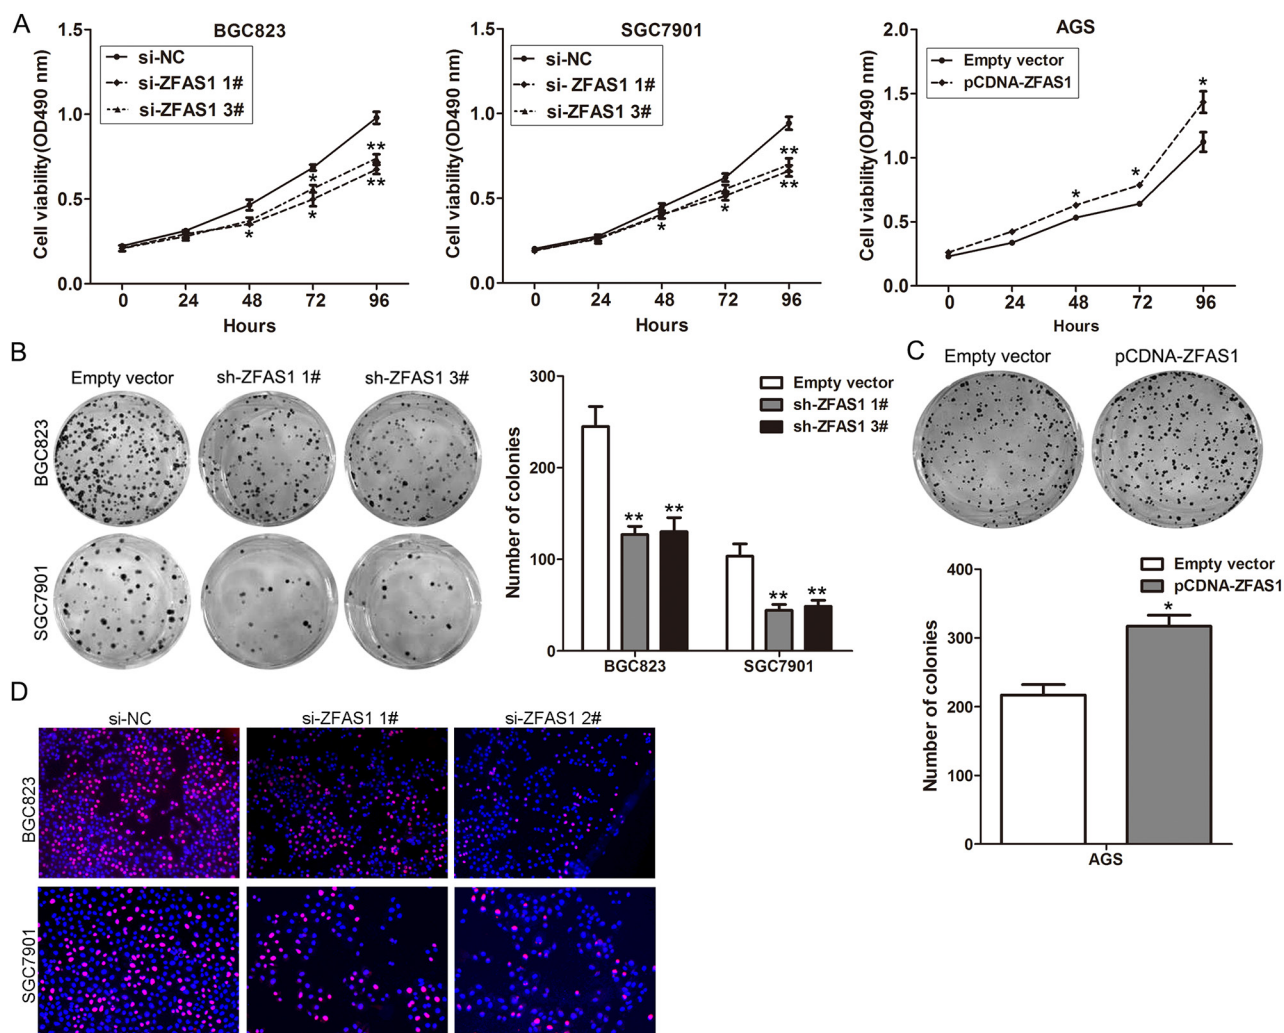 A
BGC823
si-NC
si-ZFAS1 1#
si-ZFAS1 3#
Cell viability(OD490 nm)
1.5
1.0
0.5
0.0
**
*
**
*
*
0 24 48 72 96
Hours
SGC7901
si-NC
si- ZFAS1 1#
si-ZFAS1 3#
Cell viability(OD490 nm)
1.5
1.0
0.5
0.0
**
**
*
*
0 24 48 72 96
Hours
AGS
Empty vector
pCDNA-ZFAS1
Cell viability(OD490 nm)
2.0
1.5
1.0
0.5
0.0
*
*
*
0 24 48 72 96
Hours
B
Empty vector sh-ZFAS1 1# sh-ZFAS1 3#
BGC823
SGC7901
Empty vector
sh-ZFAS1 1#
sh-ZFAS1 3#
Number of colonies
300
200
100
0
** **
** **
BGC823 SGC7901
C
Empty vector pCDNA-ZFAS1
Empty vector
pCDNA-ZFAS1
Number of colonies
400
300
200
100
0
*
AGS
D
si-NC si-ZFAS1 1# si-ZFAS1 2#
BGC823
SGC7901